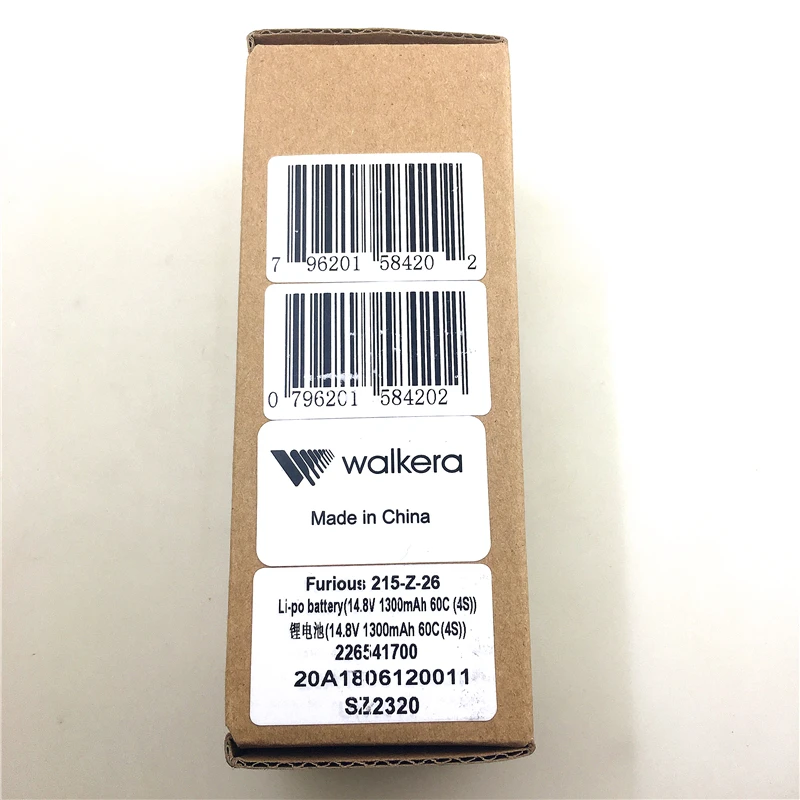 7 96201 58420 2
0 796201 584202
walkera
Made in China
Furious 215-Z-26
Li-po battery(14.8V 1300mAh 60C (4S))
锂电池(14.8V 1300mAh 60C(4S))
226541700
20A1806120011
SZ2320